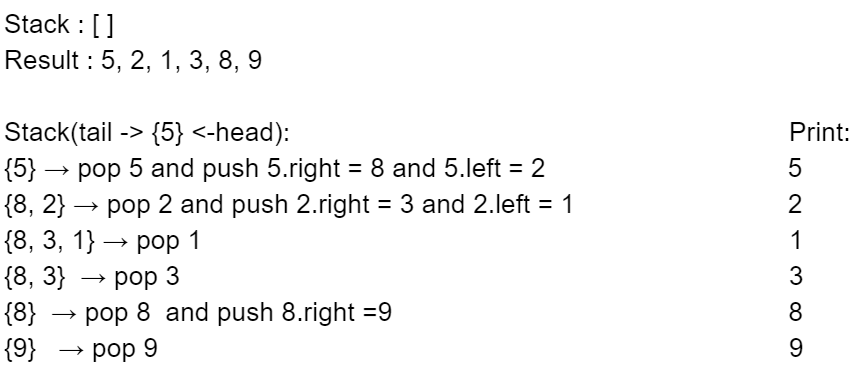 Stack : [ ]
Result : 5, 2, 1, 3, 8, 9
Stack(tail -> {5} <-head): Print:
{5} → pop 5 and push 5.right = 8 and 5.left = 2 5
{8, 2} → pop 2 and push 2.right = 3 and 2.left = 1 2
{8, 3, 1} → pop 1 1
{8, 3} → pop 3 3
{8} → pop 8 and push 8.right =9 8
{9} → pop 9 9